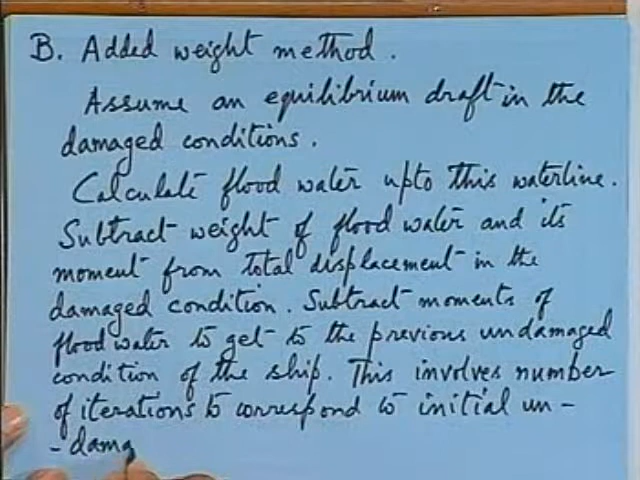 B. Added weight method.
Assume an equilibrium draft in the
damaged conditions.
Calculate flood water upto this waterline.
Subtract weight of flood water and its
moment from total displacement in the
damaged condition. Subtract moments of
flood water to get to the previous undamaged
condition of the ship. This involves number
of iterations to correspond to initial un-
- dama